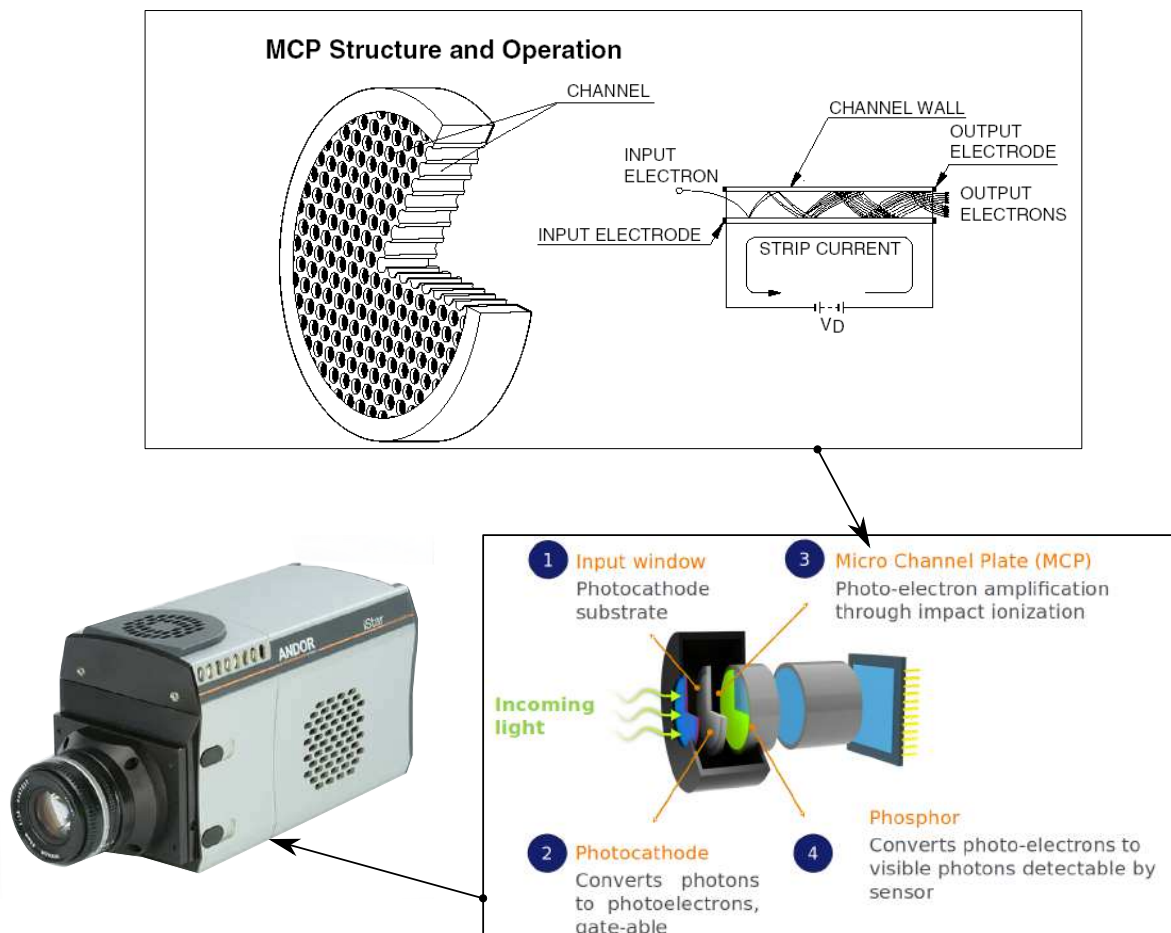 MCP Structure and Operation
CHANNEL
CHANNEL WALL
OUTPUT
ELECTRODE
INPUT
ELECTRON
OUTPUT
ELECTRONS
INPUT ELECTRODE
STRIP CURRENT
VD
1 Input window
Photocathode
substrate
3 Micro Channel Plate (MCP)
Photo-electron amplification
through impact ionization
ANDOR
iStar
Incoming
light
2 Photocathode
Converts photons
to photoelectrons,
gate-able
4 Phosphor
Converts photo-electrons to
visible photons detectable by
sensor